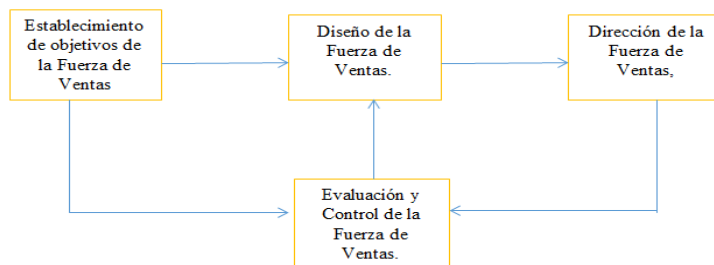 Establecimiento
de objetivos de
la Fuerza de
Ventas
Diseño de la
Fuerza de
Ventas.
Dirección de la
Fuerza de
Ventas,
Evaluación y
Control de la
Fuerza de
Ventas.